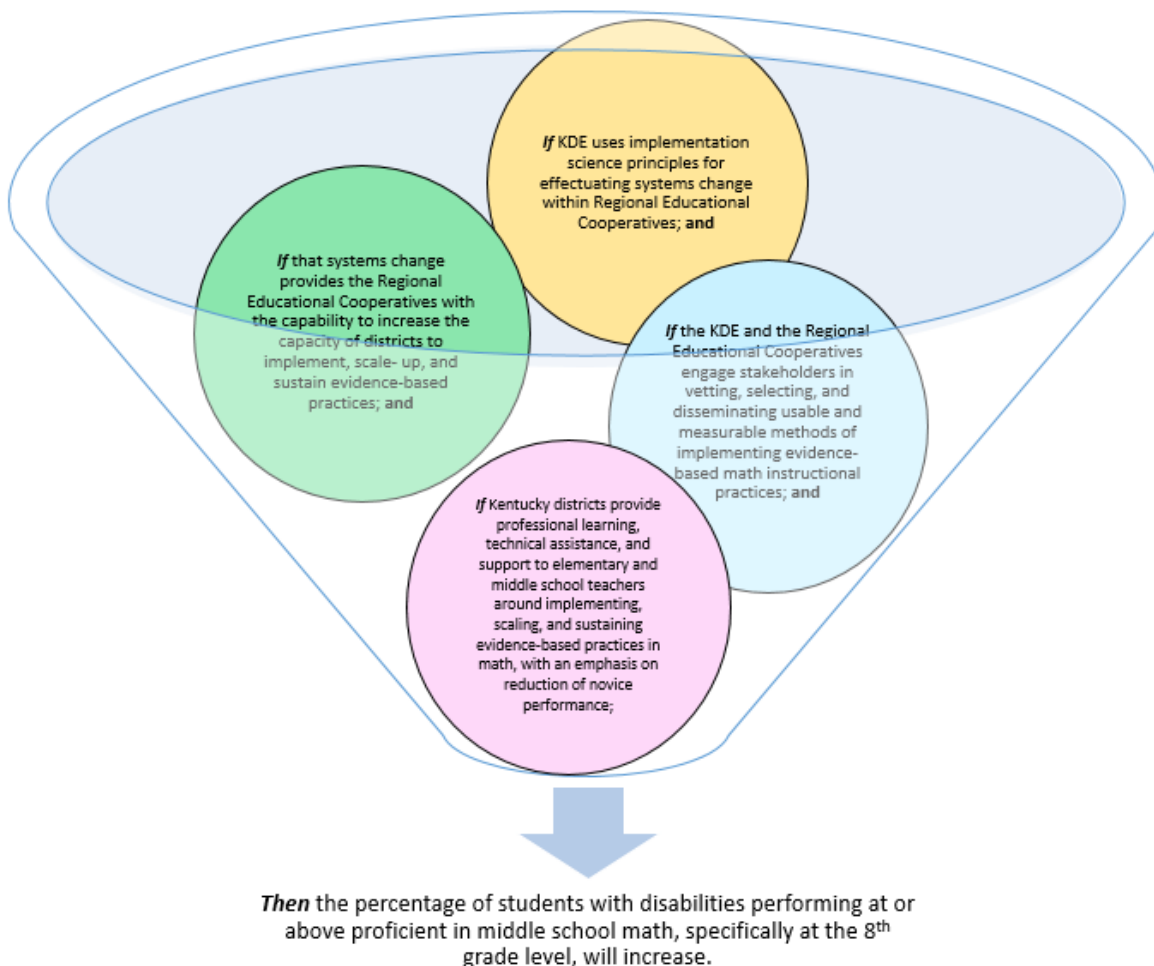 If KDE uses implementation
science principles for
effectuating systems change
within Regional Educational
Cooperatives; and
If that systems change
provides the Regional
Educational Cooperatives with
the capability to increase the
capacity of districts to
implement, scale- up, and
sustain evidence-based
practices; and
If the KDE and the Regional
Educational Cooperatives
engage stakeholders in
vetting, selecting, and
disseminating usable and
measurable methods of
implementing evidence-
based math instructional
practices; and
If Kentucky districts provide
professional learning,
technical assistance, and
support to elementary and
middle school teachers
around implementing,
scaling, and sustaining
evidence-based practices in
math, with an emphasis on
reduction of novice
performance;
Then the percentage of students with disabilities performing at or
above proficient in middle school math, specifically at the 8th
grade level, will increase.